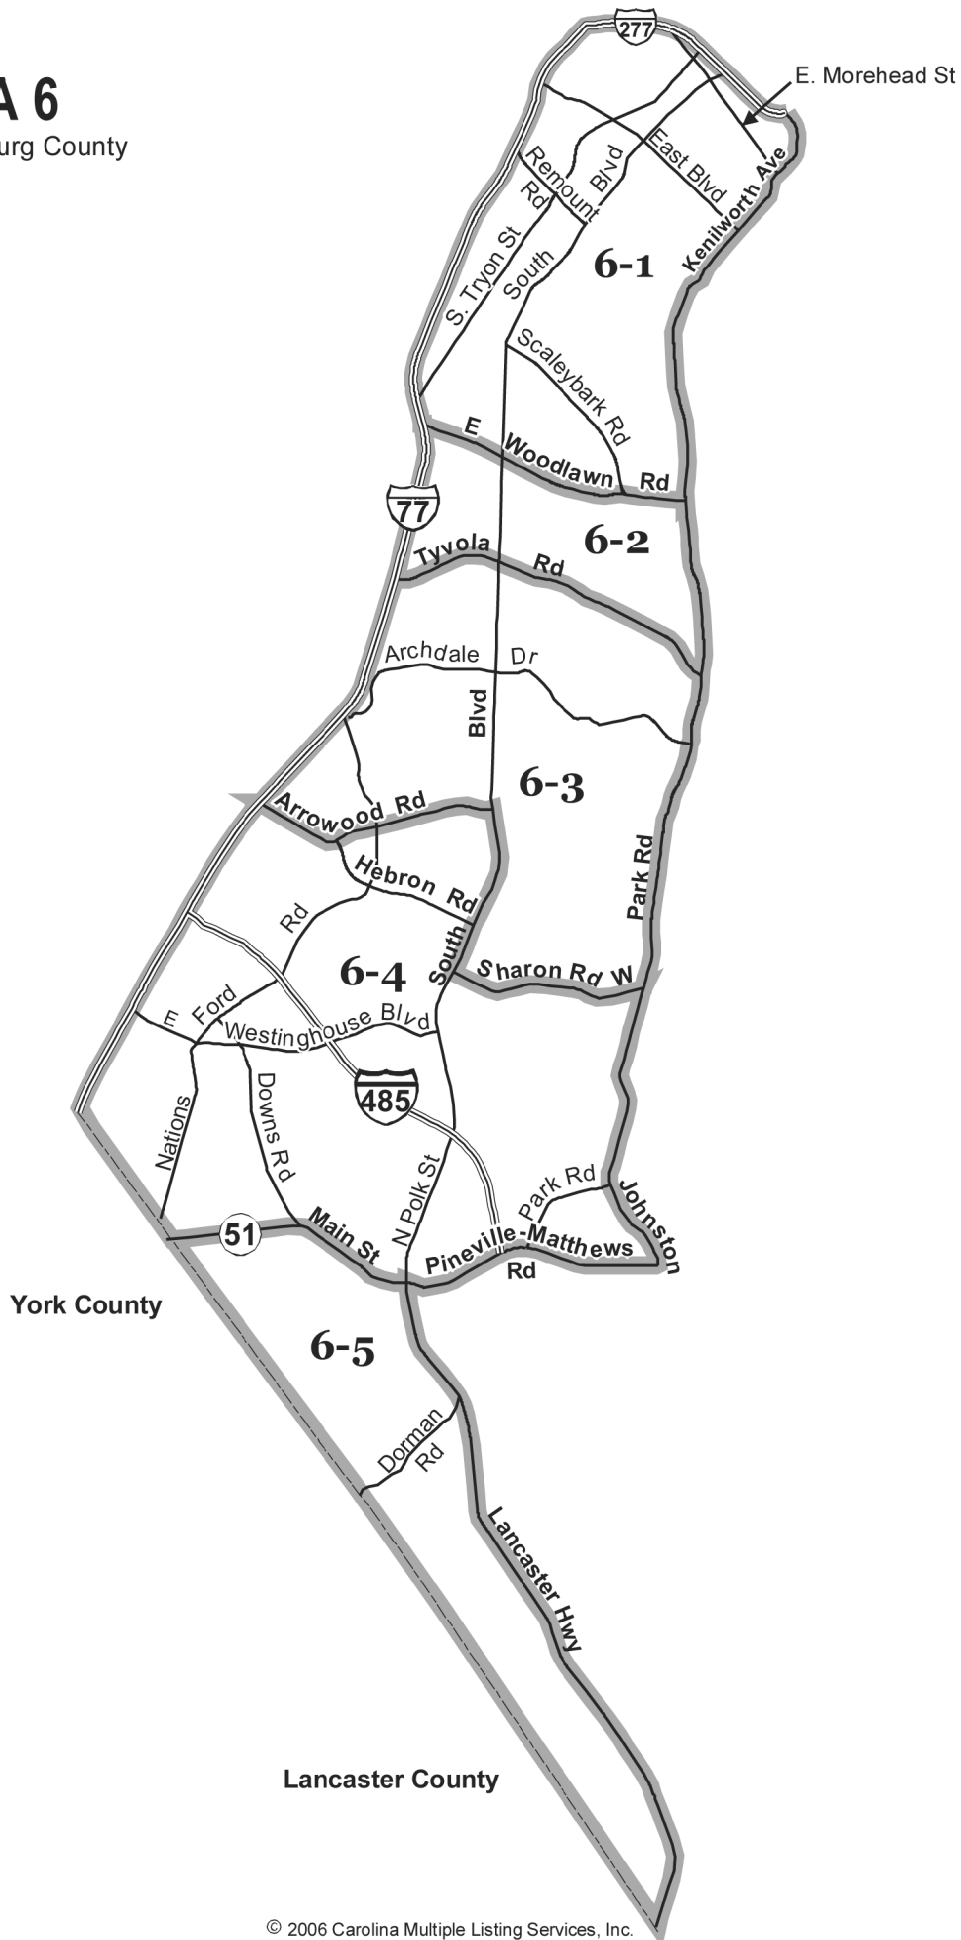 277
E. Morehead St
A 6
urg County
East Blvd
Remount
Rd
Blvd
Kenilworth Ave
S. Tryon St
South
6-1
Scaleybark Rd
E Woodlawn Rd
77
6-2
Tyvola Rd
Archdale Dr
Blvd
6-3
Arrowood Rd
Park Rd
Hebron Rd
Rd
South
6-4
Sharon Rd W
Ford
E Westinghouse Blvd
485
Downs Rd
Nations
N Polk St
Park Rd
Johnston
51
Main St
Pineville-Matthews
Rd
York County
6-5
Dorman
Rd
Lancaster Hwy
Lancaster County
© 2006 Carolina Multiple Listing Services, Inc.